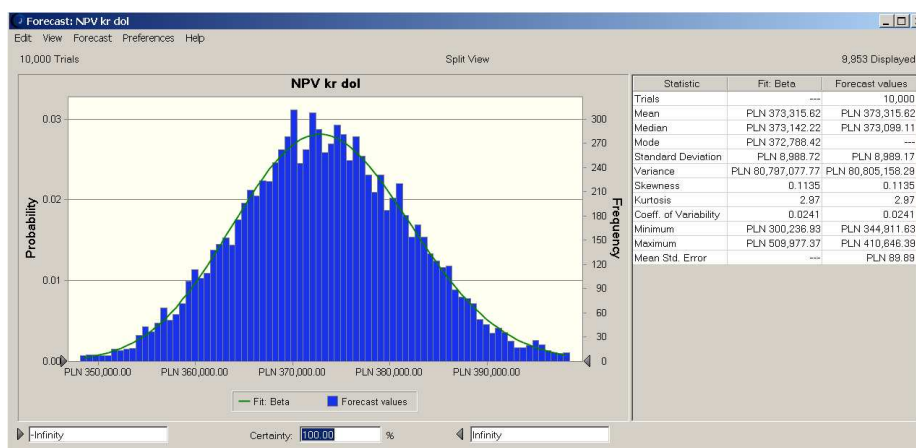 Forecast: NPV kr dol
Edit View Forecast Preferences Help
10,000 Trials Split View 9,953 Displayed
NPV kr dol
0.03
0.02
0.01
0.00
Probability
300
270
240
210
180
150
120
90
60
30
0
Frequency
PLN 350,000.00 PLN 360,000.00 PLN 370,000.00 PLN 380,000.00 PLN 390,000.00
Fit: Beta Forecast values
Statistic Fit: Beta Forecast values
Trials --- 10,000
Mean PLN 373,315.62 PLN 373,315.62
Median PLN 373,142.22 PLN 373,099.11
Mode PLN 372,788.42 ---
Standard Deviation PLN 8,988.72 PLN 8,989.17
Variance PLN 80,797,077.77 PLN 80,805,158.29
Skewness 0.1135 0.1135
Kurtosis 2.97 2.97
Coeff. of Variability 0.0241 0.0241
Minimum PLN 300,236.93 PLN 344,911.63
Maximum PLN 509,977.37 PLN 410,646.39
Mean Std. Error --- PLN 89.89
-Infinity Certainty: 100.00 % Infinity